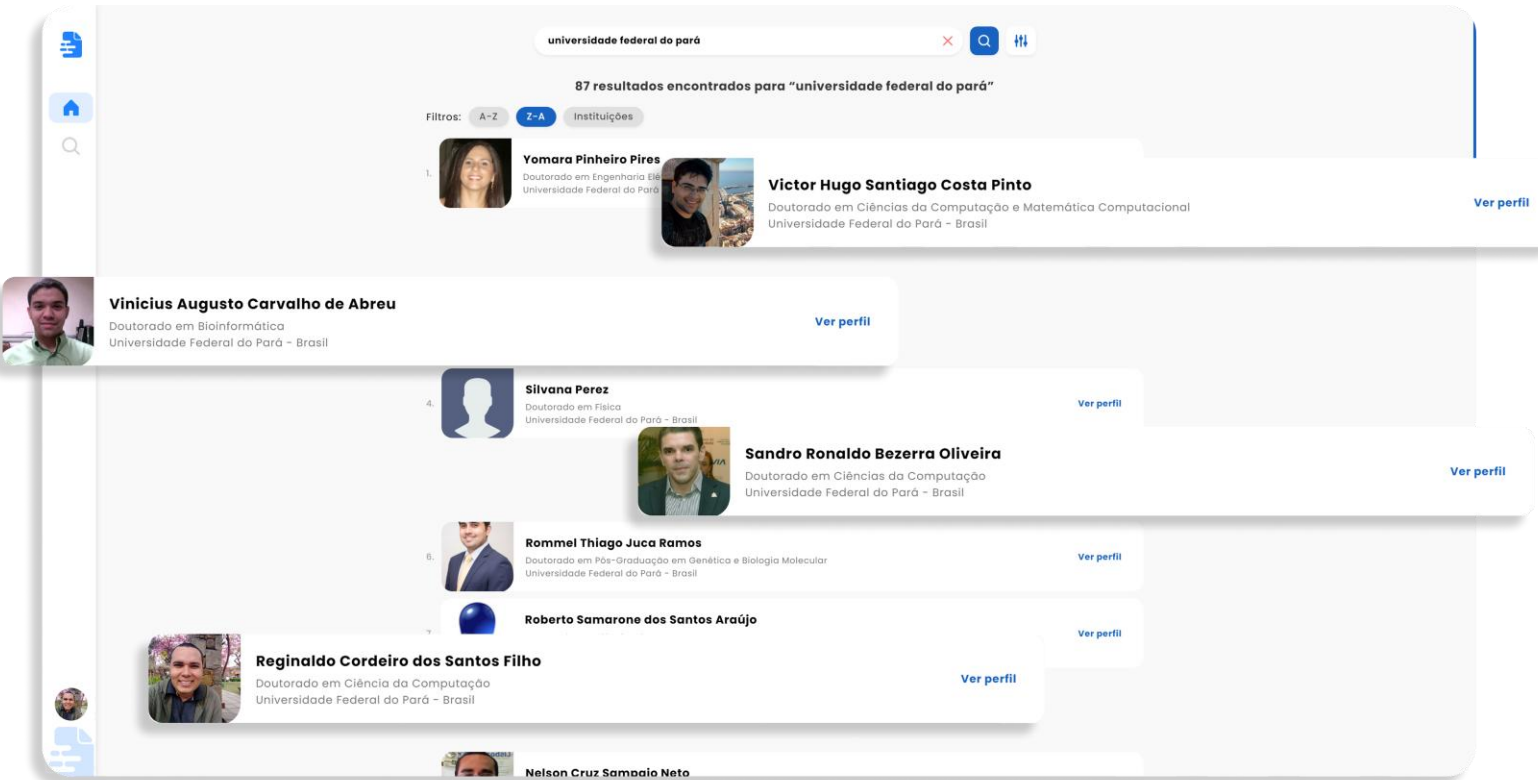 universidade federal do pará
87 resultados encontrados para “universidade federal do pará”
Filtros: A-Z Z-A Instituições
1.
Yomara Pinheiro Pires
Doutorado em Engenharia Elé
Universidade Federal do Pará
Victor Hugo Santiago Costa Pinto
Doutorado em Ciências da Computação e Matemática Computacional
Universidade Federal do Pará - Brasil
Ver perfil
Vinicius Augusto Carvalho de Abreu
Doutorado em Bioinformática
Universidade Federal do Pará - Brasil
Ver perfil
4.
Silvana Perez
Doutorado em Física
Universidade Federal do Pará - Brasil
Ver perfil
Sandro Ronaldo Bezerra Oliveira
Doutorado em Ciências da Computação
Universidade Federal do Pará - Brasil
Ver perfil
6.
Rommel Thiago Juca Ramos
Doutorado em Pós-Graduação em Genética e Biologia Molecular
Universidade Federal do Pará - Brasil
Ver perfil
7.
Roberto Samarone dos Santos Araújo
Ver perfil
Reginaldo Cordeiro dos Santos Filho
Doutorado em Ciência da Computação
Universidade Federal do Pará - Brasil
Ver perfil
Nelson Cruz Sampaio Neto